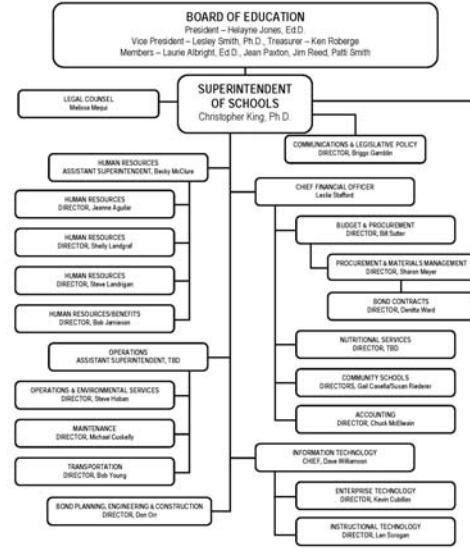 BOARD OF EDUCATION
President – Helayne Jones, Ed.D.
Vice President – Lesley Smith, Ph.D., Treasurer – Ken Roberge
Members – Laurie Albright, Ed.D., Jean Paxton, Jim Reed, Patti Smith
SUPERINTENDENT
OF SCHOOLS
Christopher King, Ph.D.
LEGAL COUNSEL
Melissa Mequi
COMMUNICATIONS & LEGISLATIVE POLICY
DIRECTOR, Briggs Gamblin
HUMAN RESOURCES
ASSISTANT SUPERINTENDENT, Becky McClure
HUMAN RESOURCES
DIRECTOR, Jeanne Aguilar
HUMAN RESOURCES
DIRECTOR, Shelly Landgraf
HUMAN RESOURCES
DIRECTOR, Steve Landrigan
HUMAN RESOURCES/BENEFITS
DIRECTOR, Bob Jamieson
OPERATIONS
ASSISTANT SUPERINTENDENT, TBD
OPERATIONS & ENVIRONMENTAL SERVICES
DIRECTOR, Steve Hoban
MAINTENANCE
DIRECTOR, Michael Cuskelly
TRANSPORTATION
DIRECTOR, Bob Young
BOND PLANNING, ENGINEERING & CONSTRUCTION
DIRECTOR, Don Orr
CHIEF FINANCIAL OFFICER
Leslie Stafford
BUDGET & PROCUREMENT
DIRECTOR, Bill Sutter
PROCUREMENT & MATERIALS MANAGEMENT
DIRECTOR, Sharon Meyer
BOND CONTRACTS
DIRECTOR, Deretta Ward
NUTRITIONAL SERVICES
DIRECTOR, TBD
COMMUNITY SCHOOLS
DIRECTORS, Gail Casella/Susan Riederer
ACCOUNTING
DIRECTOR, Chuck McElwain
INFORMATION TECHNOLOGY
CHIEF, Dave Williamson
ENTERPRISE TECHNOLOGY
DIRECTOR, Kevin Cubillas
INSTRUCTIONAL TECHNOLOGY
DIRECTOR, Len Scrogan